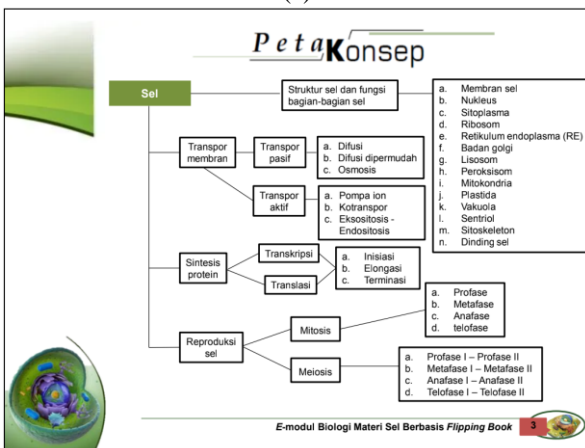 Peta Konsep
Sel
Struktur sel dan fungsi
bagian-bagian sel
a. Membran sel
b. Nukleus
c. Sitoplasma
d. Ribosom
e. Retikulum endoplasma (RE)
f. Badan golgi
g. Lisosom
h. Peroksisom
i. Mitokondria
j. Plastida
k. Vakuola
l. Sentriol
m. Sitoskeleton
n. Dinding sel
Transpor
membran
Transpor
pasif
a. Difusi
b. Difusi dipermudah
c. Osmosis
Transpor
aktif
a. Pompa ion
b. Kotranspor
c. Eksositosis -
Endositosis
Sintesis
protein
Transkripsi
Translasi
a. Inisiasi
b. Elongasi
c. Terminasi
Reproduksi
sel
Mitosis
a. Profase
b. Metafase
c. Anafase
d. telofase
Meiosis
a. Profase I – Profase II
b. Metafase I – Metafase II
c. Anafase I – Anafase II
d. Telofase I – Telofase II
E-modul Biologi Materi Sel Berbasis Flipping Book 3